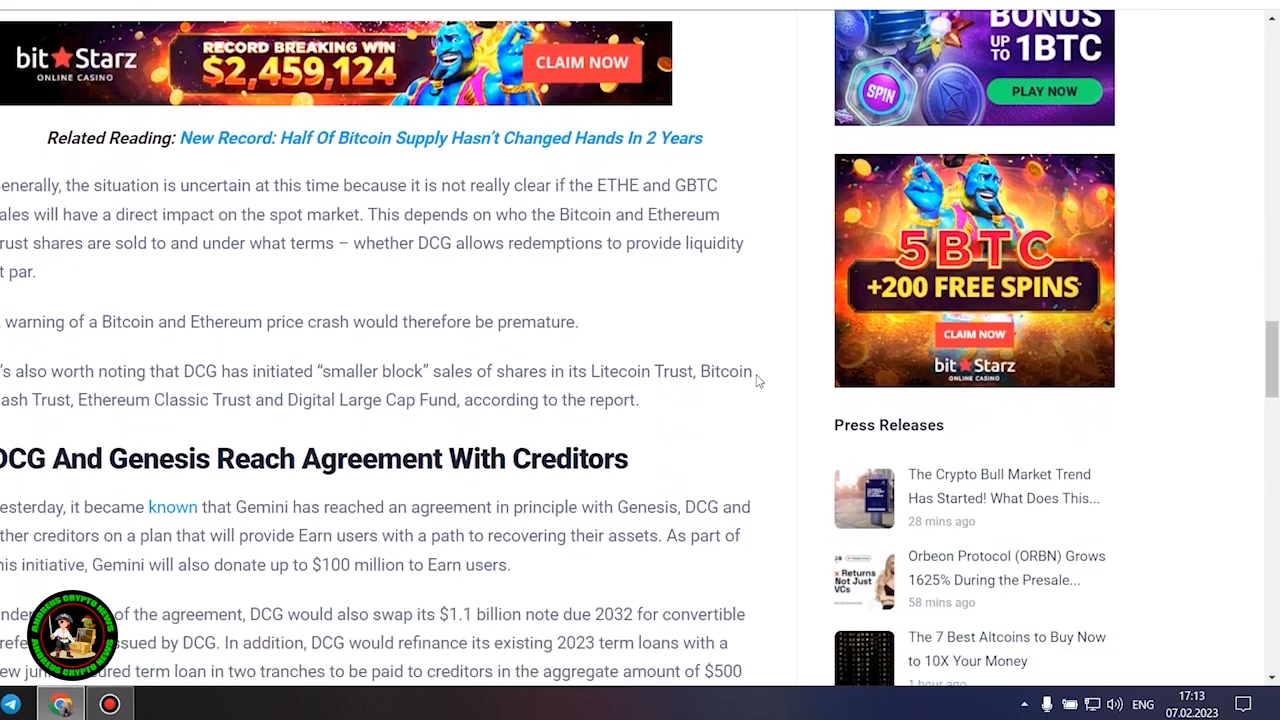 bit★Starz
ONLINE CASINO
RECORD BREAKING WIN
$2,459,124
CLAIM NOW
Related Reading: New Record: Half Of Bitcoin Supply Hasn't Changed Hands In 2 Years
enerally, the situation is uncertain at this time because it is not really clear if the ETHE and GBTC
ales will have a direct impact on the spot market. This depends on who the Bitcoin and Ethereum
rust shares are sold to and under what terms – whether DCG allows redemptions to provide liquidity
t par.
warning of a Bitcoin and Ethereum price crash would therefore be premature.
's also worth noting that DCG has initiated “smaller block” sales of shares in its Litecoin Trust, Bitcoin
ash Trust, Ethereum Classic Trust and Digital Large Cap Fund, according to the report.
DCG And Genesis Reach Agreement With Creditors
esterday, it became known that Gemini has reached an agreement in principle with Genesis, DCG and
ther creditors on a plan that will provide Earn users with a path to recovering their assets. As part of
his initiative, Gemini will also donate up to $100 million to Earn users.
of the agreement, DCG would also swap its $1.1 billion note due 2032 for convertible
ssued by DCG. In addition, DCG would refinance its existing 2023 term loans with a
loan in two tranches to be paid to creditors in the aggregate amount of $500
BONUS
UP TO 1BTC
SPIN
PLAY NOW
5BTC
+200 FREE SPINS
CLAIM NOW
bit★Starz
ONLINE CASINO
Press Releases
The Crypto Bull Market Trend
Has Started! What Does This...
28 mins ago
Orbeon Protocol (ORBN) Grows
1625% During the Presale...
58 mins ago
The 7 Best Altcoins to Buy Now
to 10X Your Money
1 hour ago
ENG
17:13
07.02.2023